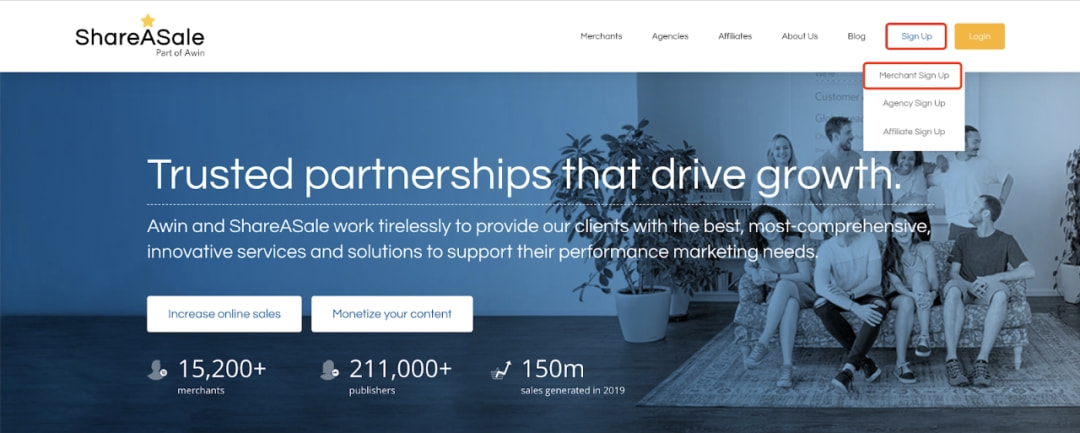 ShareASale
Part of Awin
Merchants
Agencies
Affiliates
About Us
Blog
Sign Up
Login
Merchant Sign Up
Customer
Agency Sign Up
Affiliate Sign Up
Trusted partnerships that drive growth.
Awin and ShareASale work tirelessly to provide our clients with the best, most-comprehensive,
innovative services and solutions to support their performance marketing needs.
Increase online sales
Monetize your content
15,200+
merchants
211,000+
publishers
150m
sales generated in 2019